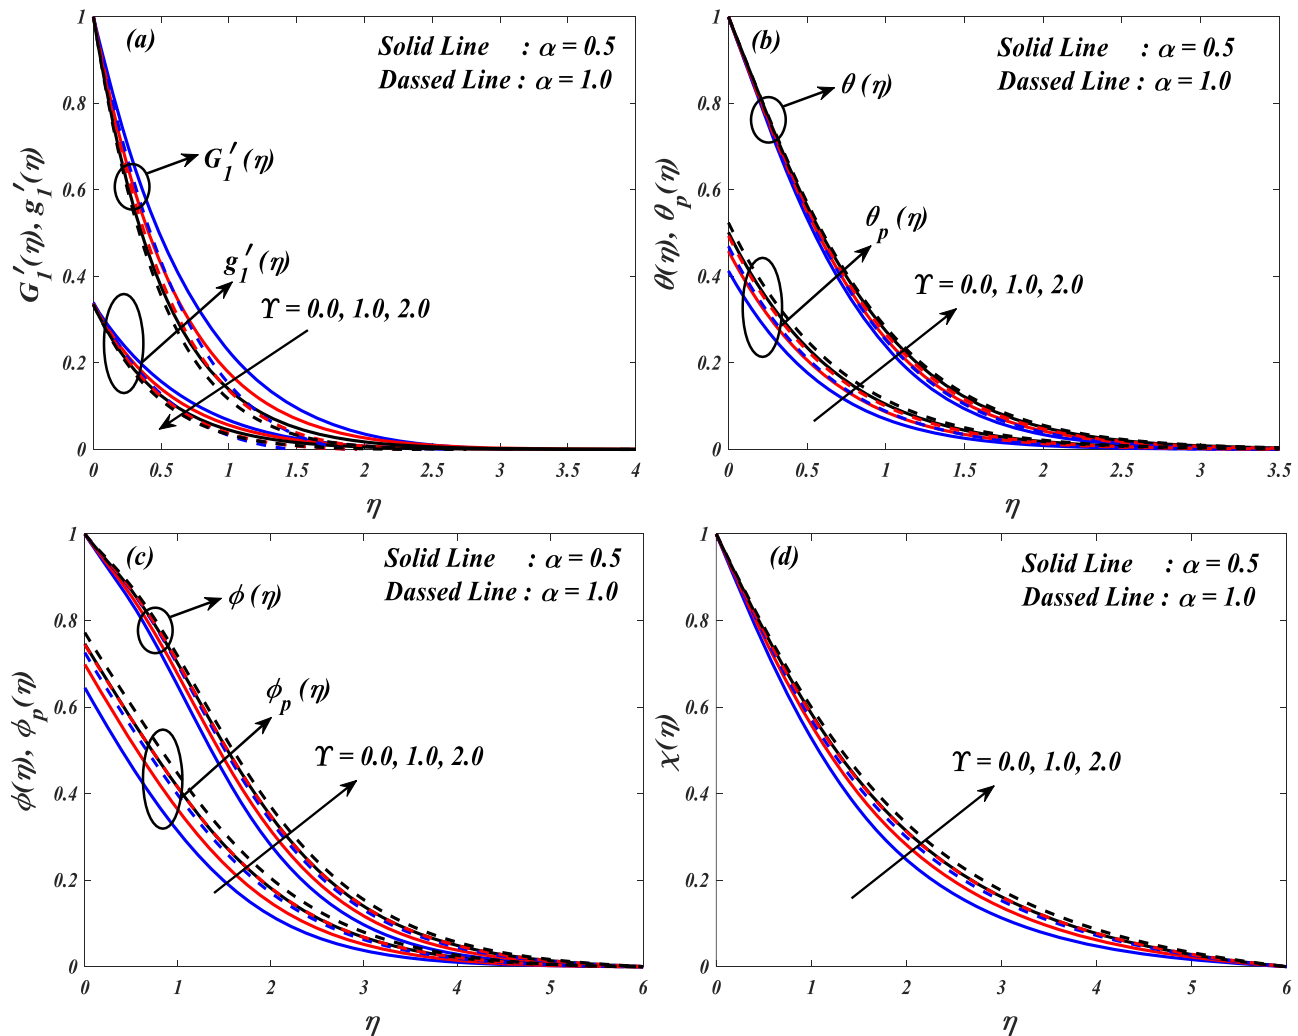 (a)
Solid Line : α = 0.5
Dassed Line : α = 1.0
G₁′(η)
g₁′(η)
ϒ = 0.0, 1.0, 2.0
G₁′(η), g₁′(η)
1
0.8
0.6
0.4
0.2
0
0 0.5 1 1.5 2 2.5 3 3.5 4
η
(b)
Solid Line : α = 0.5
Dassed Line : α = 1.0
θ(η)
θₚ(η)
ϒ = 0.0, 1.0, 2.0
θ(η), θₚ(η)
1
0.8
0.6
0.4
0.2
0
0 0.5 1 1.5 2 2.5 3 3.5
η
(c)
Solid Line : α = 0.5
Dassed Line : α = 1.0
ϕ(η)
ϕₚ(η)
ϒ = 0.0, 1.0, 2.0
ϕ(η), ϕₚ(η)
1
0.8
0.6
0.4
0.2
0
0 1 2 3 4 5 6
η
(d)
Solid Line : α = 0.5
Dassed Line : α = 1.0
ϒ = 0.0, 1.0, 2.0
χ(η)
1
0.8
0.6
0.4
0.2
0
0 1 2 3 4 5 6
η